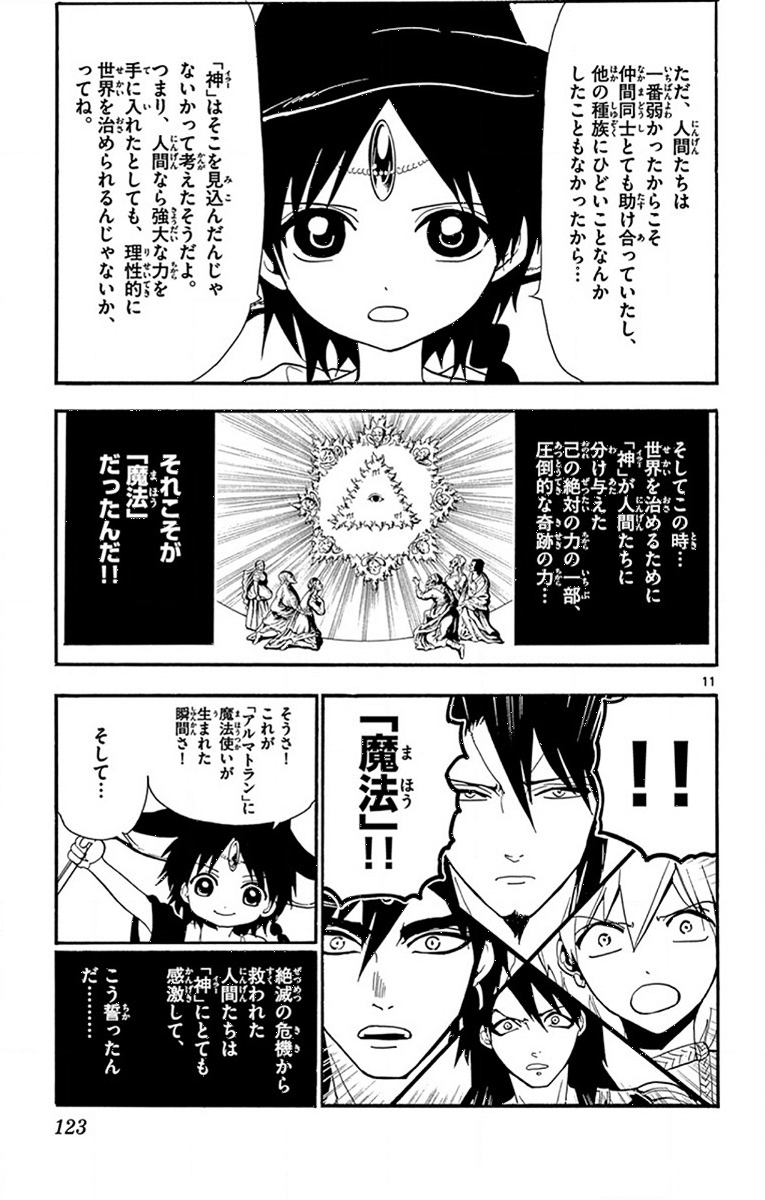 ただ、人間たちは
一番弱かったからこそ
仲間同士とても助け合っていたし、
他の種族にひどいことなんか
したこともなかったから…
「神」はそこを見込んだんじゃ
ないかって考えたそうだよ。
つまり、人間なら強大な力を
手に入れたとしても、理性的に
世界を治められるんじゃないか、
ってね。
そしてこの時…
世界を治めるために
「神」が人間たちに
分け与えた
己の絶対の力の一部、
圧倒的な奇跡の力…
それこそが
「魔法」
だったんだ!!
11
!!
「魔法」!!
そうさ!
これが
「アルマトラン」に
魔法使いが
生まれた
瞬間さ!
そして…
絶滅の危機から
救われた
人間たちは
「神」にとても
感激して、
こう誓ったん
だ………
123